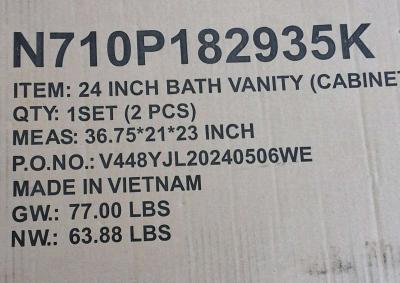 N710P182935K
ITEM: 24 INCH BATH VANITY (CABINET
QTY: 1SET (2 PCS)
MEAS: 36.75*21*23 INCH
P.O.NO.: V448YJL20240506WE
MADE IN VIETNAM
GW.: 77.00 LBS
NW.: 63.88 LBS